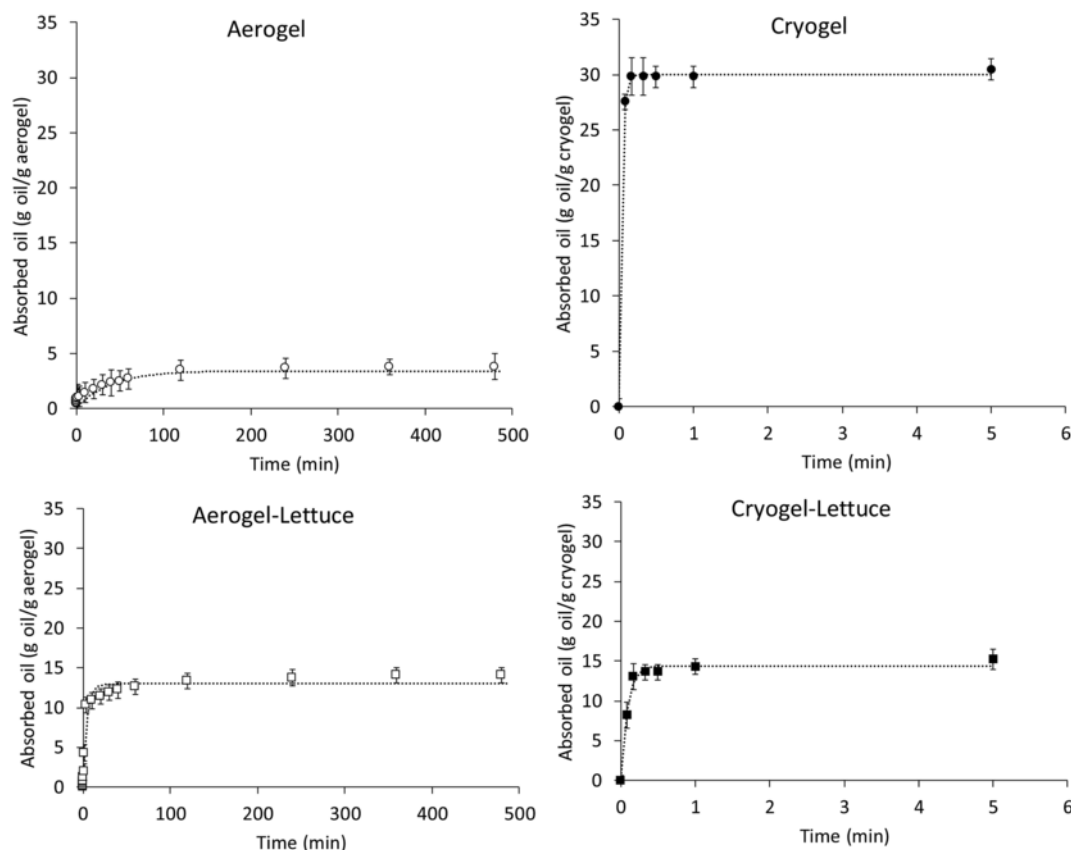 Aerogel
Absorbed oil (g oil/g aerogel)
35
30
25
20
15
10
5
0
0 100 200 300 400 500
Time (min)
Cryogel
Absorbed oil (g oil/g cryogel)
35
30
25
20
15
10
5
0
0 1 2 3 4 5 6
Time (min)
Aerogel-Lettuce
Absorbed oil (g oil/g aerogel)
35
30
25
20
15
10
5
0
0 100 200 300 400 500
Time (min)
Cryogel-Lettuce
Absorbed oil (g oil/g cryogel)
35
30
25
20
15
10
5
0
0 1 2 3 4 5 6
Time (min)